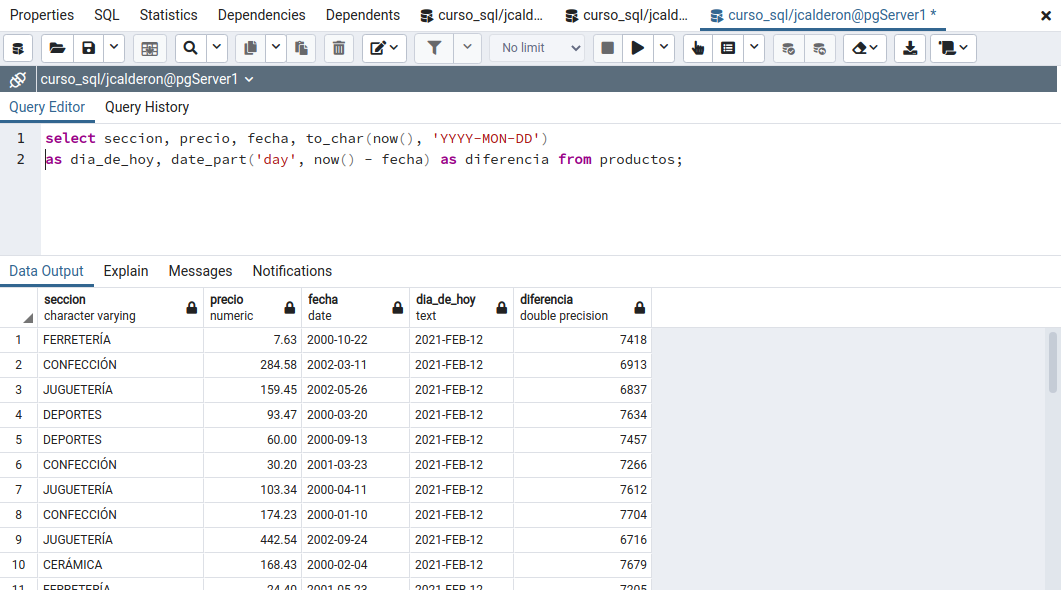 Properties SQL Statistics Dependencies Dependents curso_sql/jcald... curso_sql/jcald... curso_sql/jcalderon@pgServer1 *
No limit
curso_sql/jcalderon@pgServer1
Query Editor Query History
1 select seccion, precio, fecha, to_char(now(), 'YYYY-MON-DD')
2 as dia_de_hoy, date_part('day', now() - fecha) as diferencia from productos;
Data Output Explain Messages Notifications
seccion precio fecha dia_de_hoy diferencia
character varying numeric date text double precision
1 FERRETERÍA 7.63 2000-10-22 2021-FEB-12 7418
2 CONFECCIÓN 284.58 2002-03-11 2021-FEB-12 6913
3 JUGUETERÍA 159.45 2002-05-26 2021-FEB-12 6837
4 DEPORTES 93.47 2000-03-20 2021-FEB-12 7634
5 DEPORTES 60.00 2000-09-13 2021-FEB-12 7457
6 CONFECCIÓN 30.20 2001-03-23 2021-FEB-12 7266
7 JUGUETERÍA 103.34 2000-04-11 2021-FEB-12 7612
8 CONFECCIÓN 174.23 2000-01-10 2021-FEB-12 7704
9 JUGUETERÍA 442.54 2002-09-24 2021-FEB-12 6716
10 CERÁMICA 168.43 2000-02-04 2021-FEB-12 7679
11 FERRETERÍA 24.40 2001-05-23 2021-FEB-12 7205